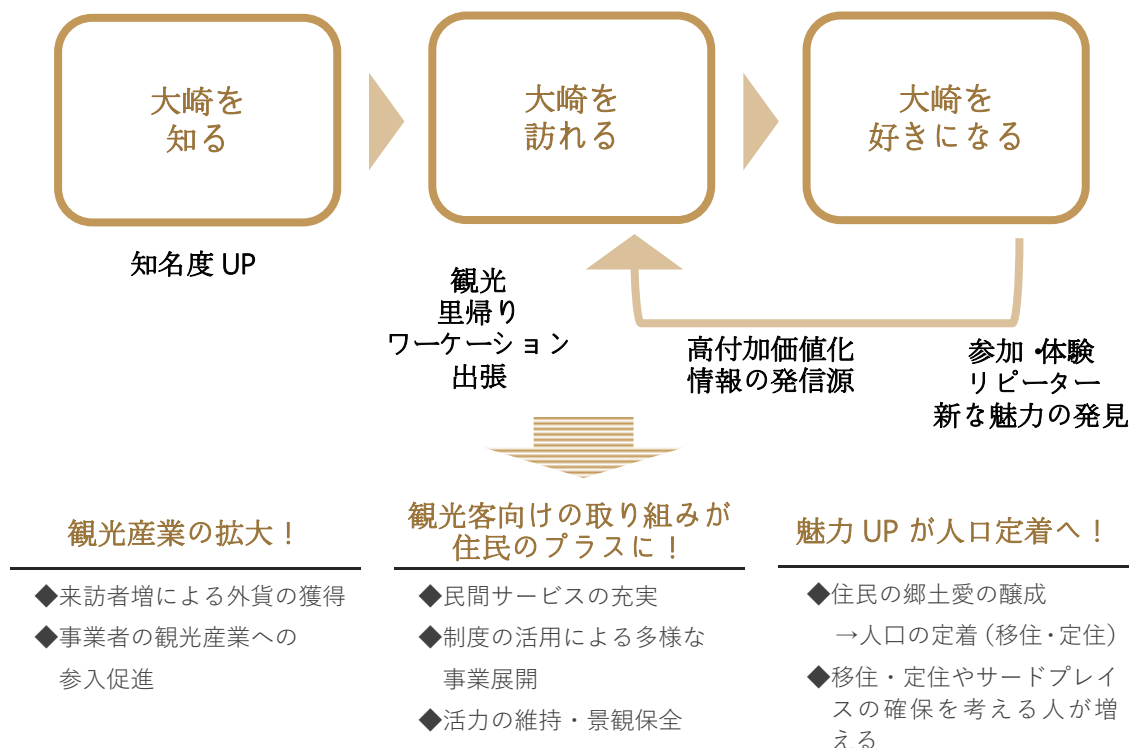 大崎を
知る
大崎を
訪れる
大崎を
好きになる
知名度 UP
観光
里帰り
ワーケーション
出張
高付加価値化
情報の発信源
参加・体験
リピーター
新な魅力の発見
観光産業の拡大！
◆来訪者増による外貨の獲得
◆事業者の観光産業への
参入促進
観光客向けの取り組みが
住民のプラスに！
◆民間サービスの充実
◆制度の活用による多様な
事業展開
◆活力の維持・景観保全
魅力 UP が人口定着へ！
◆住民の郷土愛の醸成
→人口の定着（移住・定住）
◆移住・定住やサードプレイ
スの確保を考える人が増
える